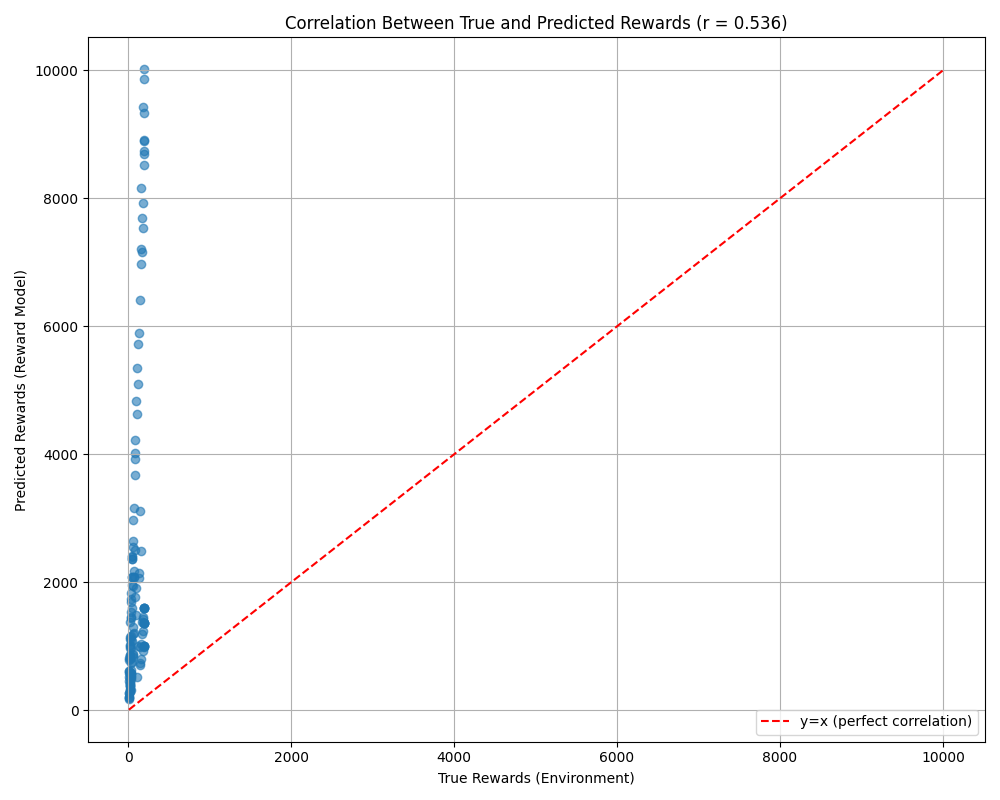 Correlation Between True and Predicted Rewards (r = 0.536)
10000
8000
6000
4000
2000
0
Predicted Rewards (Reward Model)
y=x (perfect correlation)
0 2000 4000 6000 8000 10000
True Rewards (Environment)